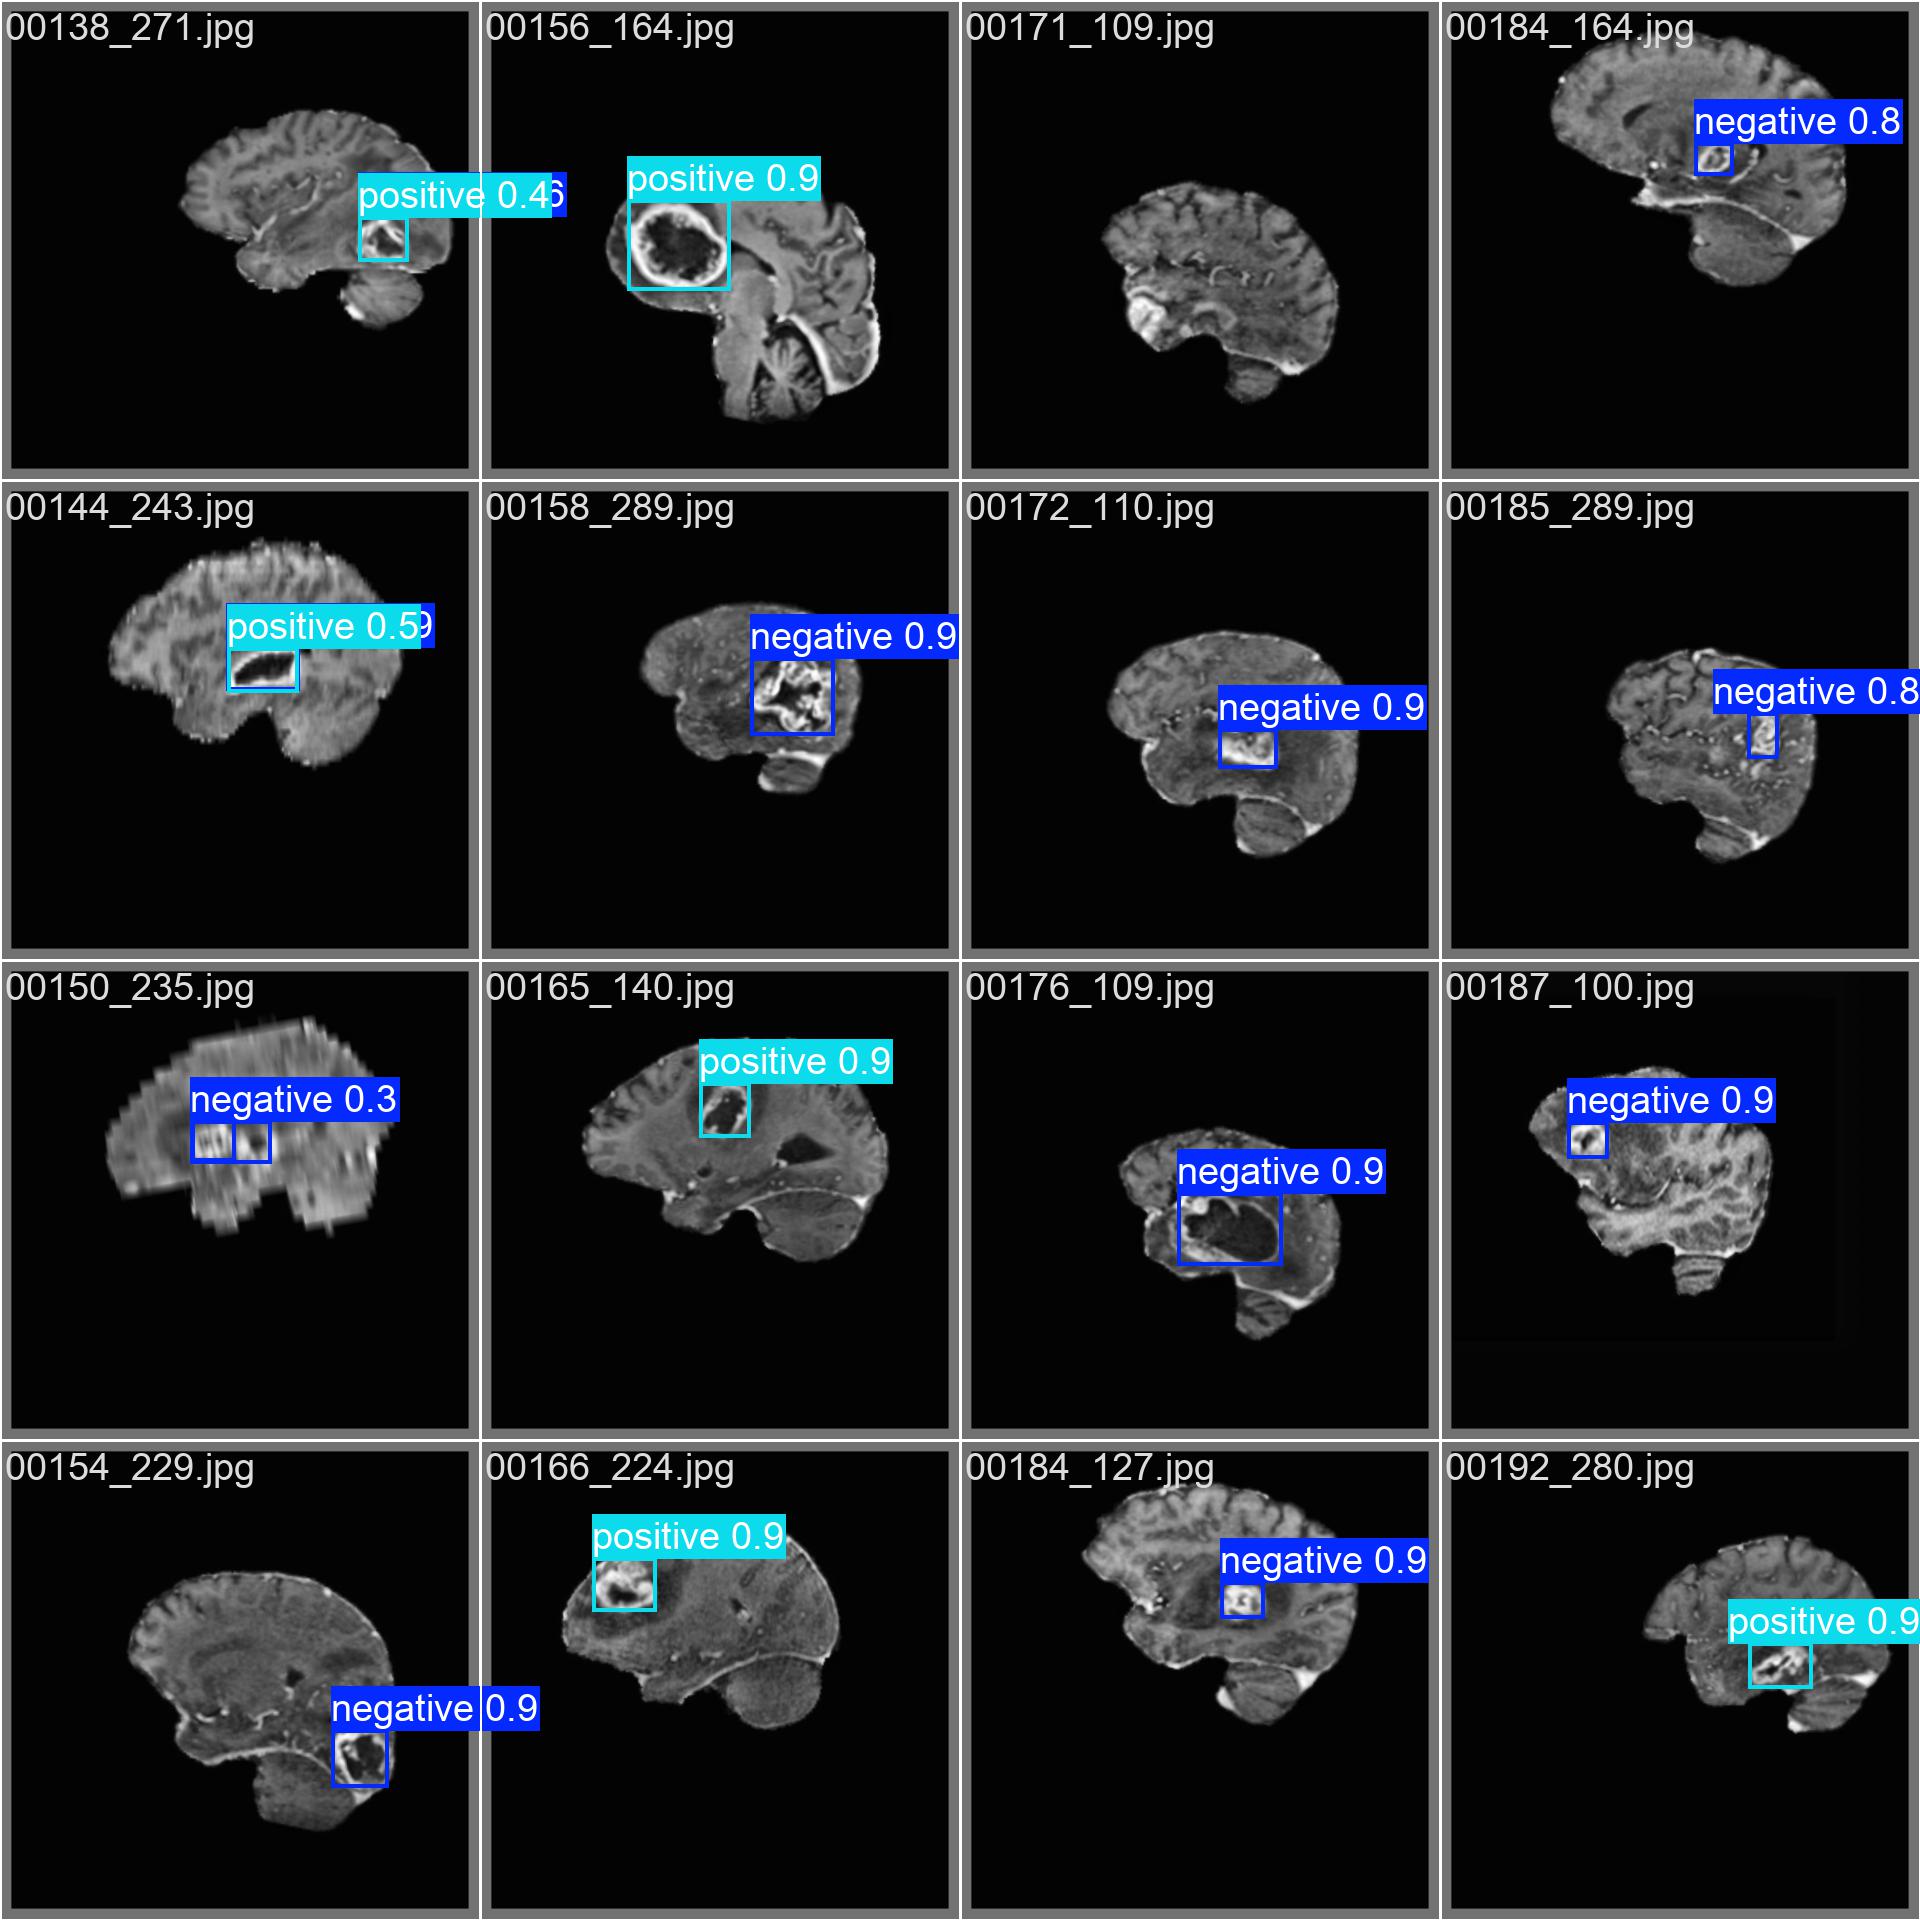 00138_271.jpg
positive 0.4
6
00156_164.jpg
positive 0.9
00171_109.jpg
00184_164.jpg
negative 0.8
00144_243.jpg
positive 0.5
9
00158_289.jpg
negative 0.9
00172_110.jpg
negative 0.9
00185_289.jpg
negative 0.8
00150_235.jpg
negative 0.3
00165_140.jpg
positive 0.9
00176_109.jpg
negative 0.9
00187_100.jpg
negative 0.9
00154_229.jpg
negative 0.9
00166_224.jpg
positive 0.9
00184_127.jpg
negative 0.9
00192_280.jpg
positive 0.9